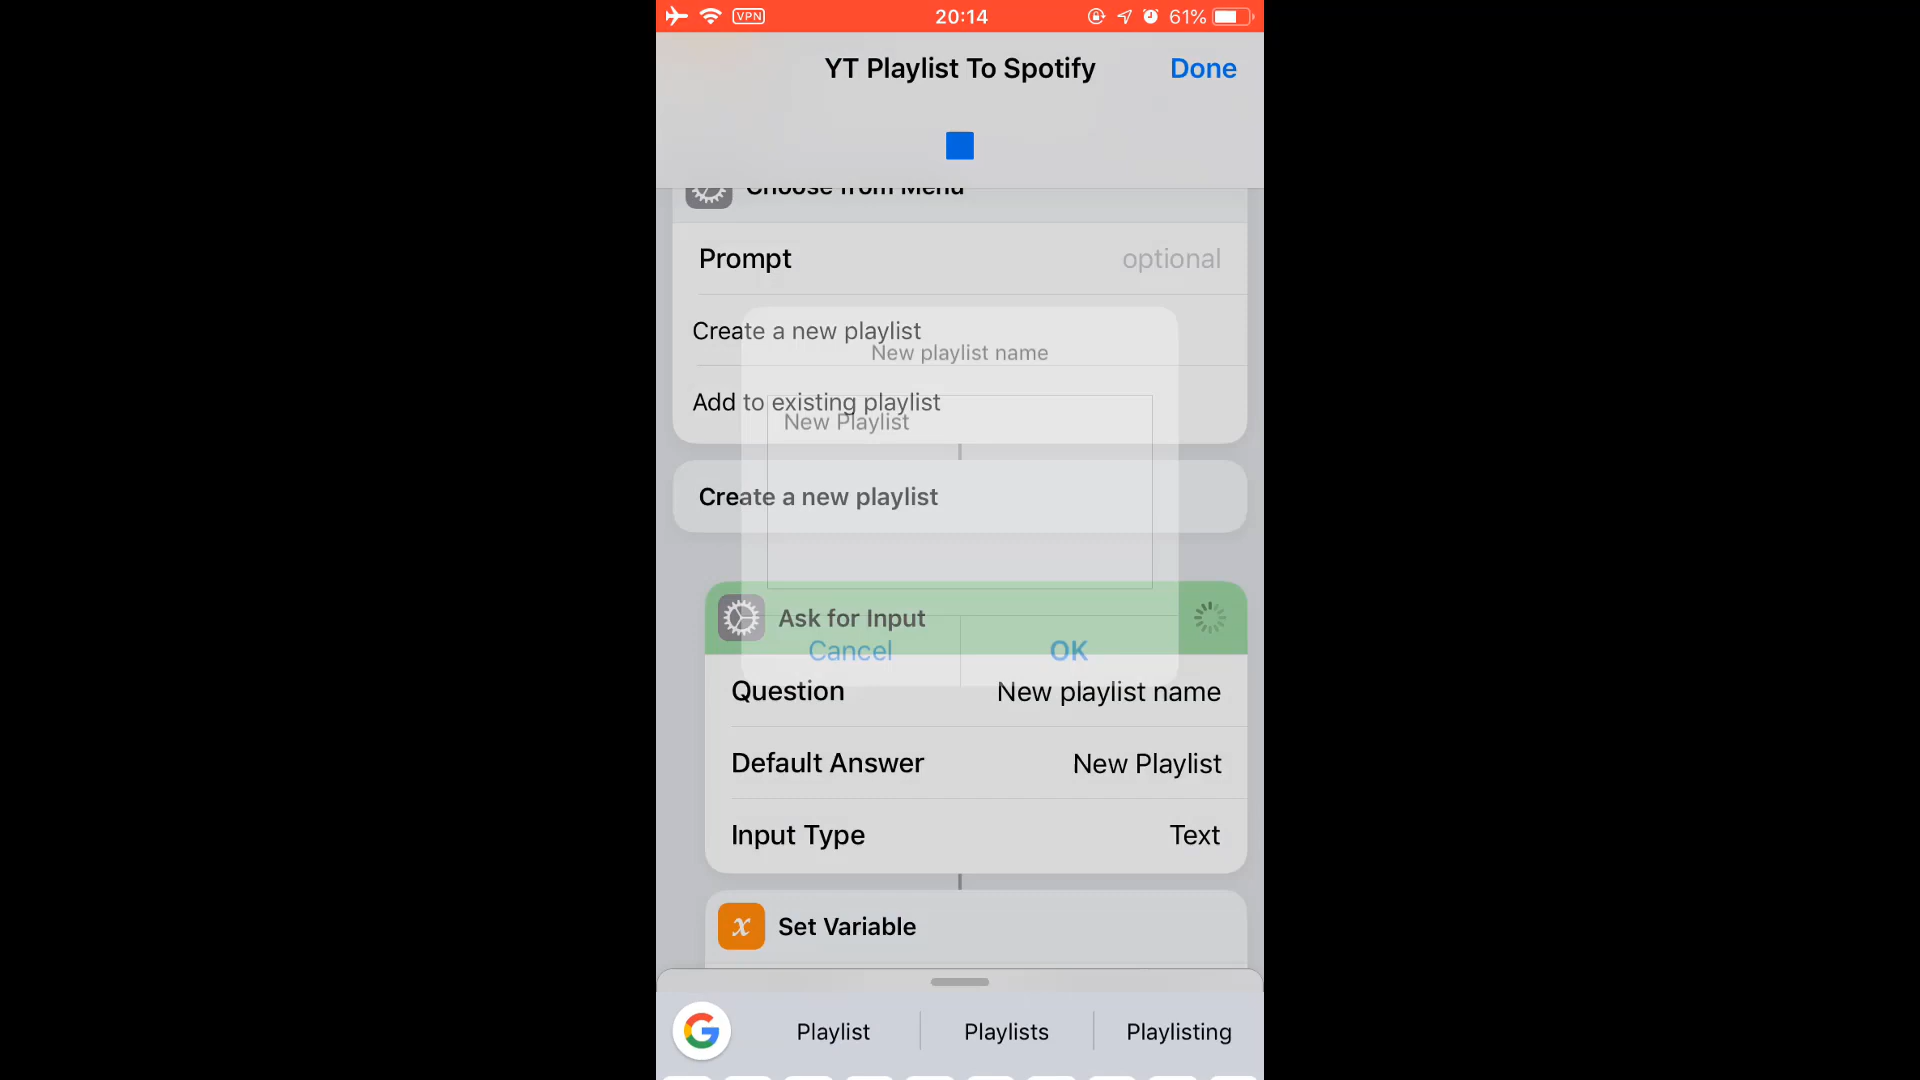 VPN
20:14
61%
YT Playlist To Spotify
Done
Choose from Menu
Prompt
optional
Create a new playlist
New playlist name
Add to existing playlist
New Playlist
Create a new playlist
Ask for Input
Cancel
OK
Question
New playlist name
Default Answer
New Playlist
Input Type
Text
x
Set Variable
G
Playlist
Playlists
Playlisting